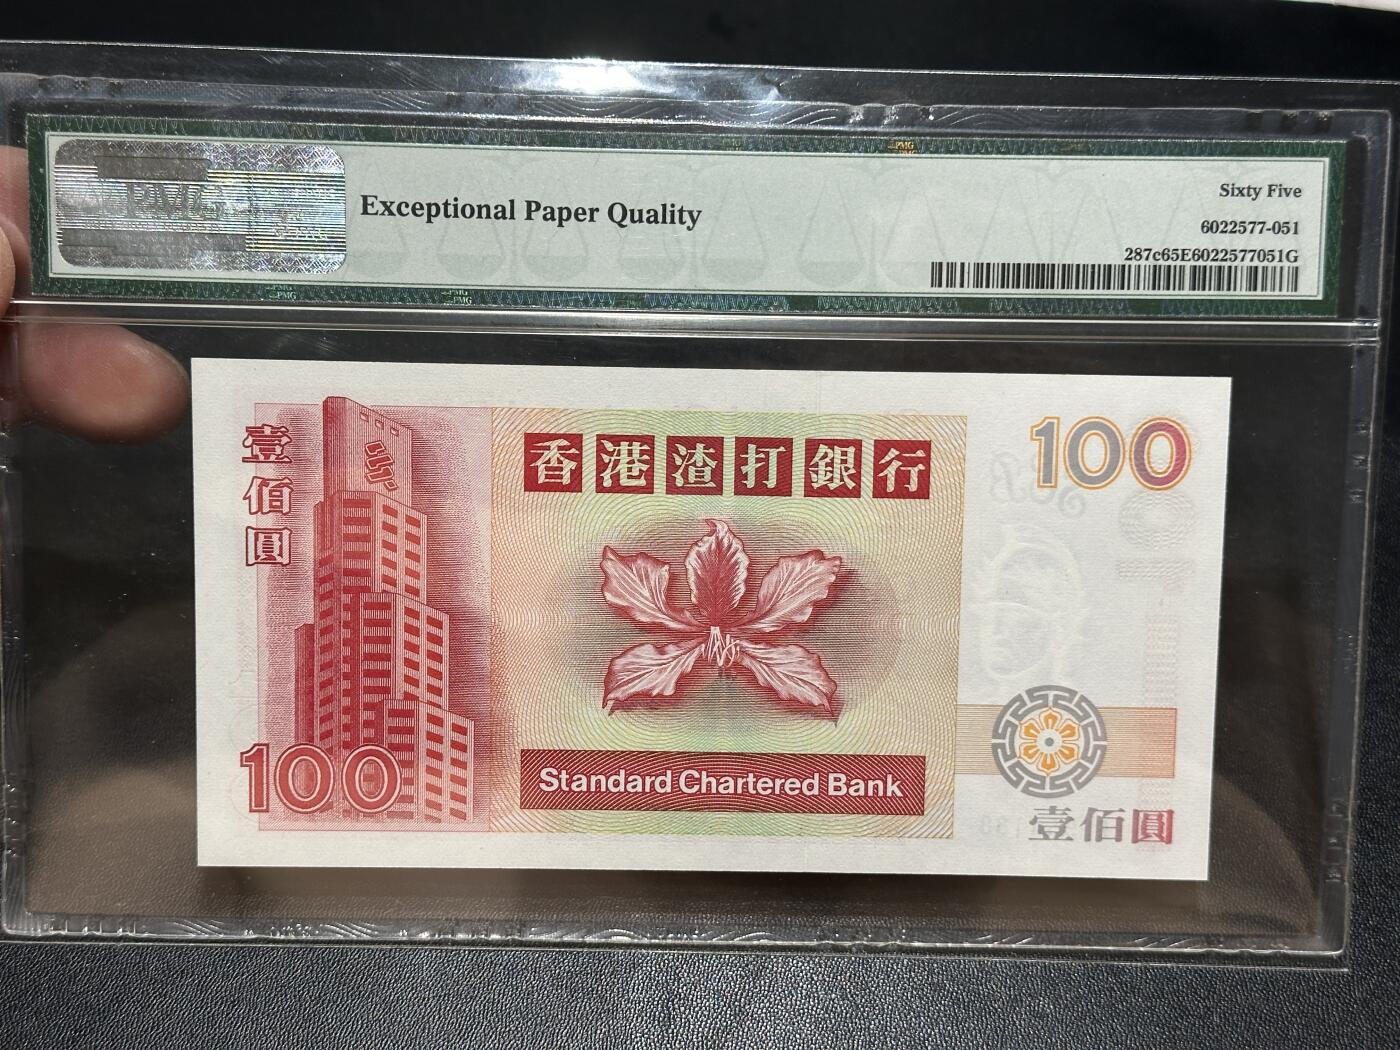 PMG
Exceptional Paper Quality
Sixty Five
6022577-051
287c65E6022577051G
壹佰圓
香港渣打銀行
100
100
Standard Chartered Bank
壹佰圓